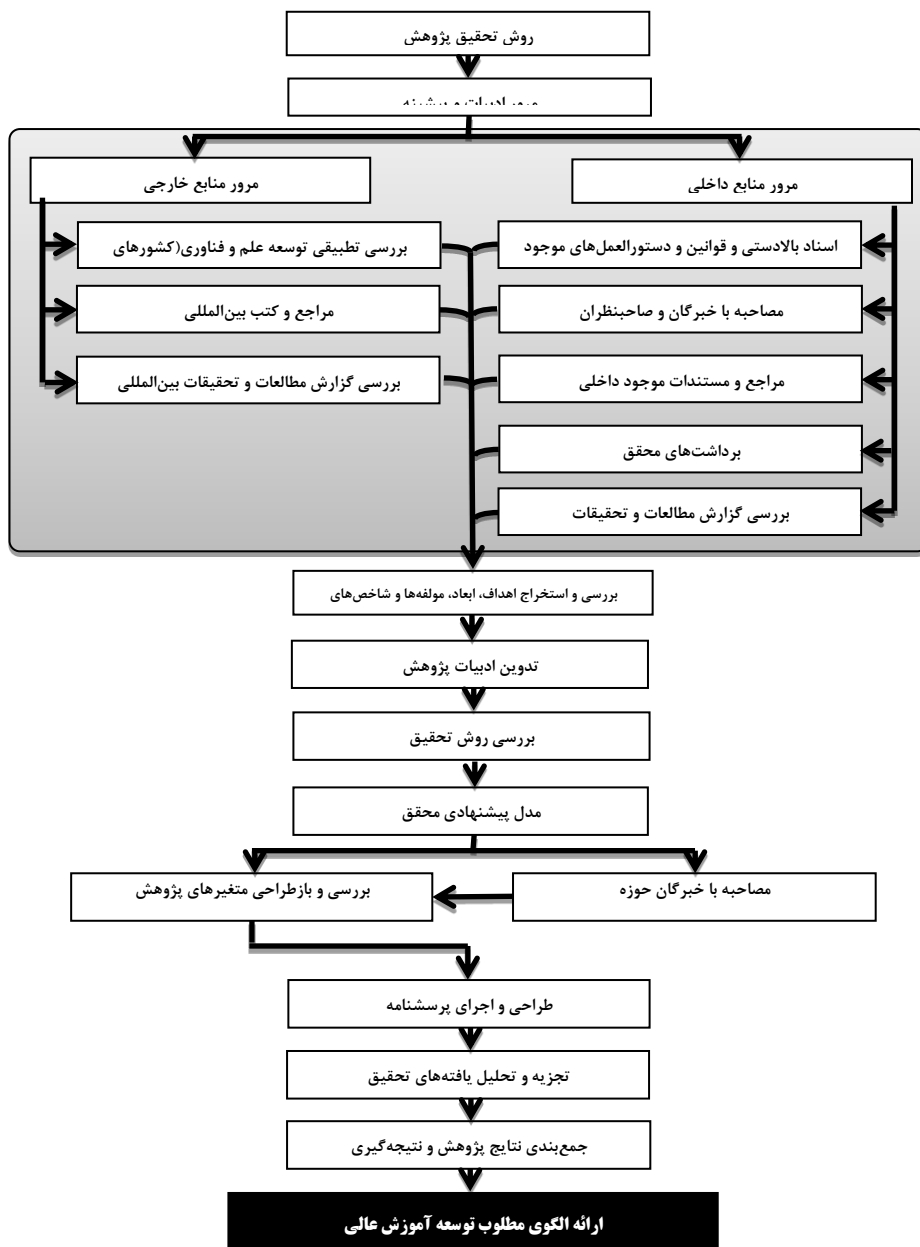 روش تحقیق پژوهش
مرور ادبیات و پیشینه
مرور منابع داخلی
مرور منابع خارجی
اسناد بالادستی و قوانین و دستورالعمل‌های موجود
بررسی تطبیقی توسعه علم و فناوری(کشورهای
مصاحبه با خبرگان و صاحبنظران
مراجع و کتب بین‌المللی
مراجع و مستندات موجود داخلی
بررسی گزارش مطالعات و تحقیقات بین‌المللی
برداشت‌های محقق
بررسی گزارش مطالعات و تحقیقات
بررسی و استخراج اهداف، ابعاد، مولفه‌ها و شاخص‌های
تدوین ادبیات پژوهش
بررسی روش تحقیق
مدل پیشنهادی محقق
مصاحبه با خبرگان حوزه
بررسی و بازطراحی متغیرهای پژوهش
طراحی و اجرای پرسشنامه
تجزیه و تحلیل یافته‌های تحقیق
جمع‌بندی نتایج پژوهش و نتیجه‌گیری
ارائه الگوی مطلوب توسعه آموزش عالی